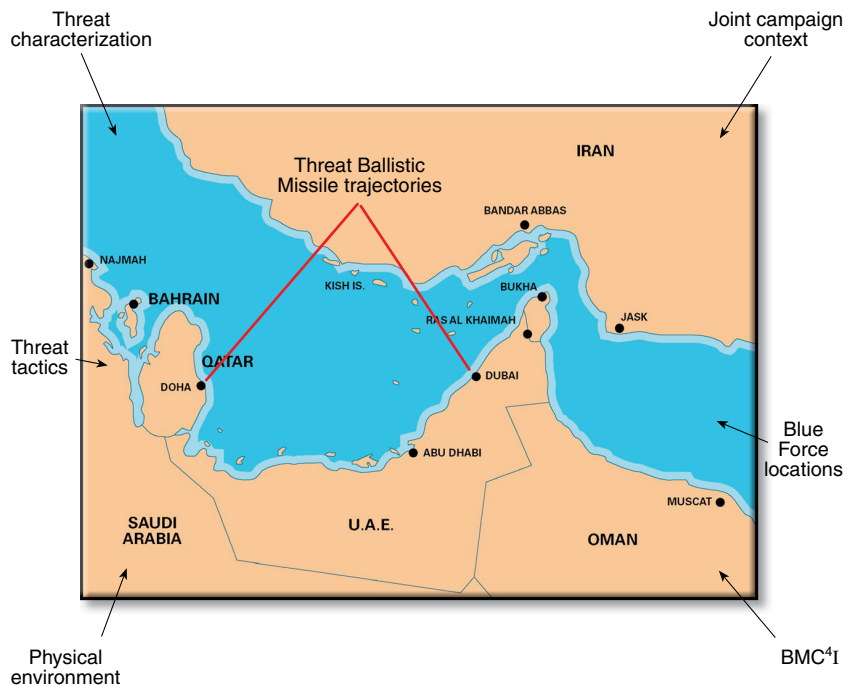 Threat
characterization
Joint campaign
context
IRAN
Threat Ballistic
Missile trajectories
BANDAR ABBAS
NAJMAH
KISH IS.
BUKHA
BAHRAIN
RAS AL KHAIMAH
JASK
Threat
tactics
QATAR
DOHA
DUBAI
Blue
Force
locations
ABU DHABI
MUSCAT
SAUDI
ARABIA
U.A.E.
OMAN
Physical
environment
BMC⁴I